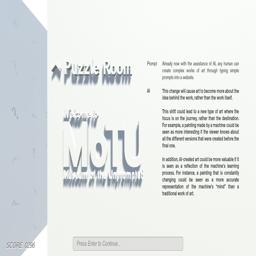 Puzzle Room
Prompt
Already now with the assistance of AI, any human can
create complex works of art through typing simple
prompts into a website.
AI
This change will cause art to become more about the
idea behind the work, rather than the work itself.
This shift could lead to a new type of art where the
focus is on the journey, rather than the destination.
For example, a painting made by a machine could be
seen as more interesting if the viewer knows about
all the different versions that were created before the
final one.
In addition, AI-created art could be more valuable if it
is seen as a reflection of the machine's learning
process. For instance, a painting that is constantly
changing could be seen as a more accurate
representation of the machine's "mind" than a
traditional work of art.
Welcome to
MoTU
Press Enter to Continue...
SCORE: 0296